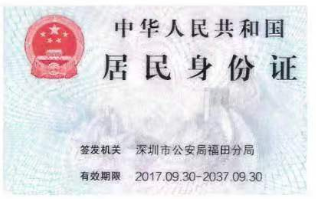 中华人民共和国
居民身份证
签发机关 深圳市公安局福田分局
有效期限 2017.09.30-2037.09.30